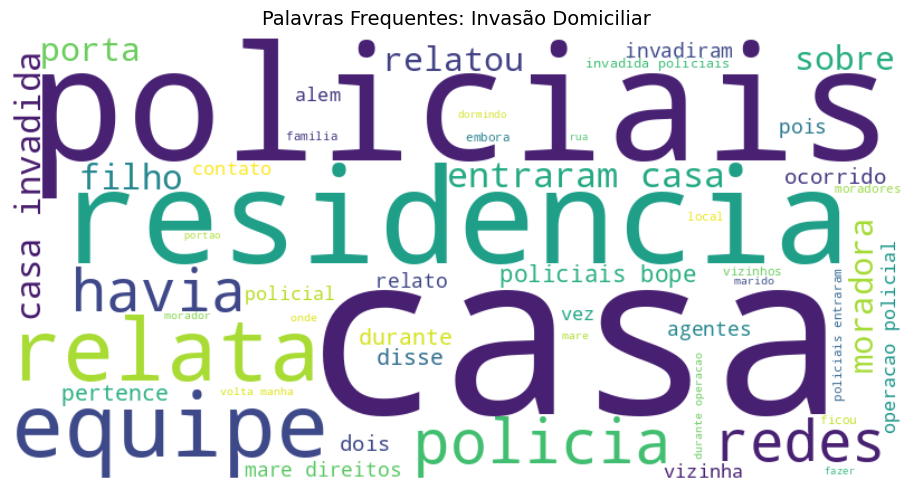 Palavras Frequentes: Invasão Domiciliar
policiais
casa invadida
porta
relatou
invadiram
invadida policiais
sobre
alem
dormindo
familia
embora
rua
pois
filho
contato
entraram casa
ocorrido
moradores
residencia
local
portao
havia
policial
relato
policiais bope
vizinhos
marido
morador
onde
relata
casa
durante
disse
vez
mare
agentes
policiais entraram
moradora
operacao policial
pertence
volta manha
equipe
dois
mare direitos
policia
durante operacao
redes
ficou
vizinha
fazer